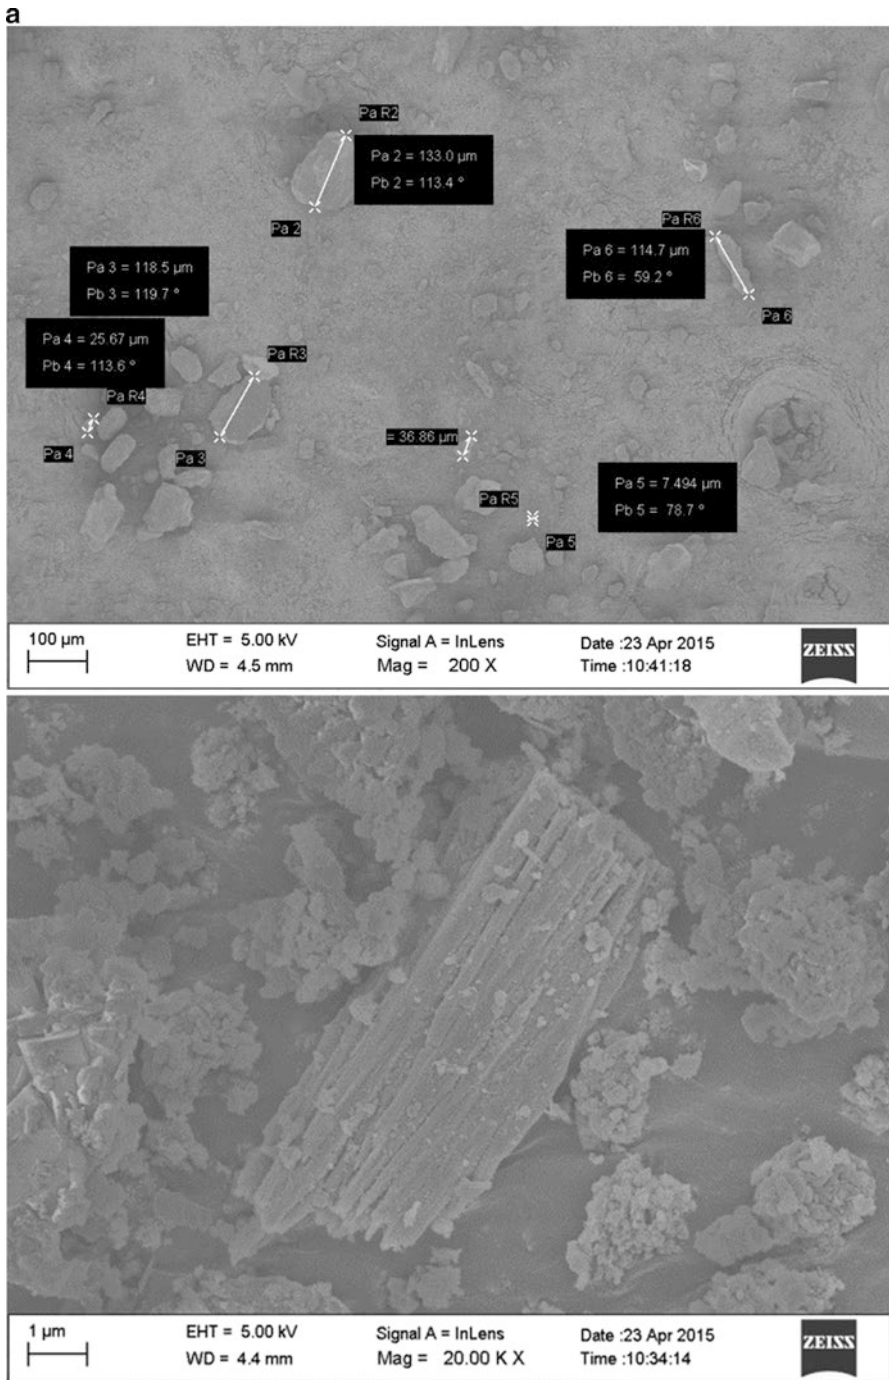 a
Pa R2
Pa 2 = 133.0 µm
Pb 2 = 113.4 °
Pa 2
Pa R6
Pa 6 = 114.7 µm
Pb 6 = 59.2 °
Pa 6
Pa 3 = 118.5 µm
Pb 3 = 119.7 °
Pa 4 = 25.67 µm
Pb 4 = 113.6 °
Pa R3
Pa R4
Pa 4
Pa 3
= 36.86 µm
Pa R5
Pa 5
Pa 5 = 7.494 µm
Pb 5 = 78.7 °
100 µm
EHT = 5.00 kV
Signal A = InLens
Date :23 Apr 2015
WD = 4.5 mm
Mag = 200 X
Time :10:41:18
ZEISS
1 µm
EHT = 5.00 kV
Signal A = InLens
Date :23 Apr 2015
WD = 4.4 mm
Mag = 20.00 K X
Time :10:34:14
ZEISS